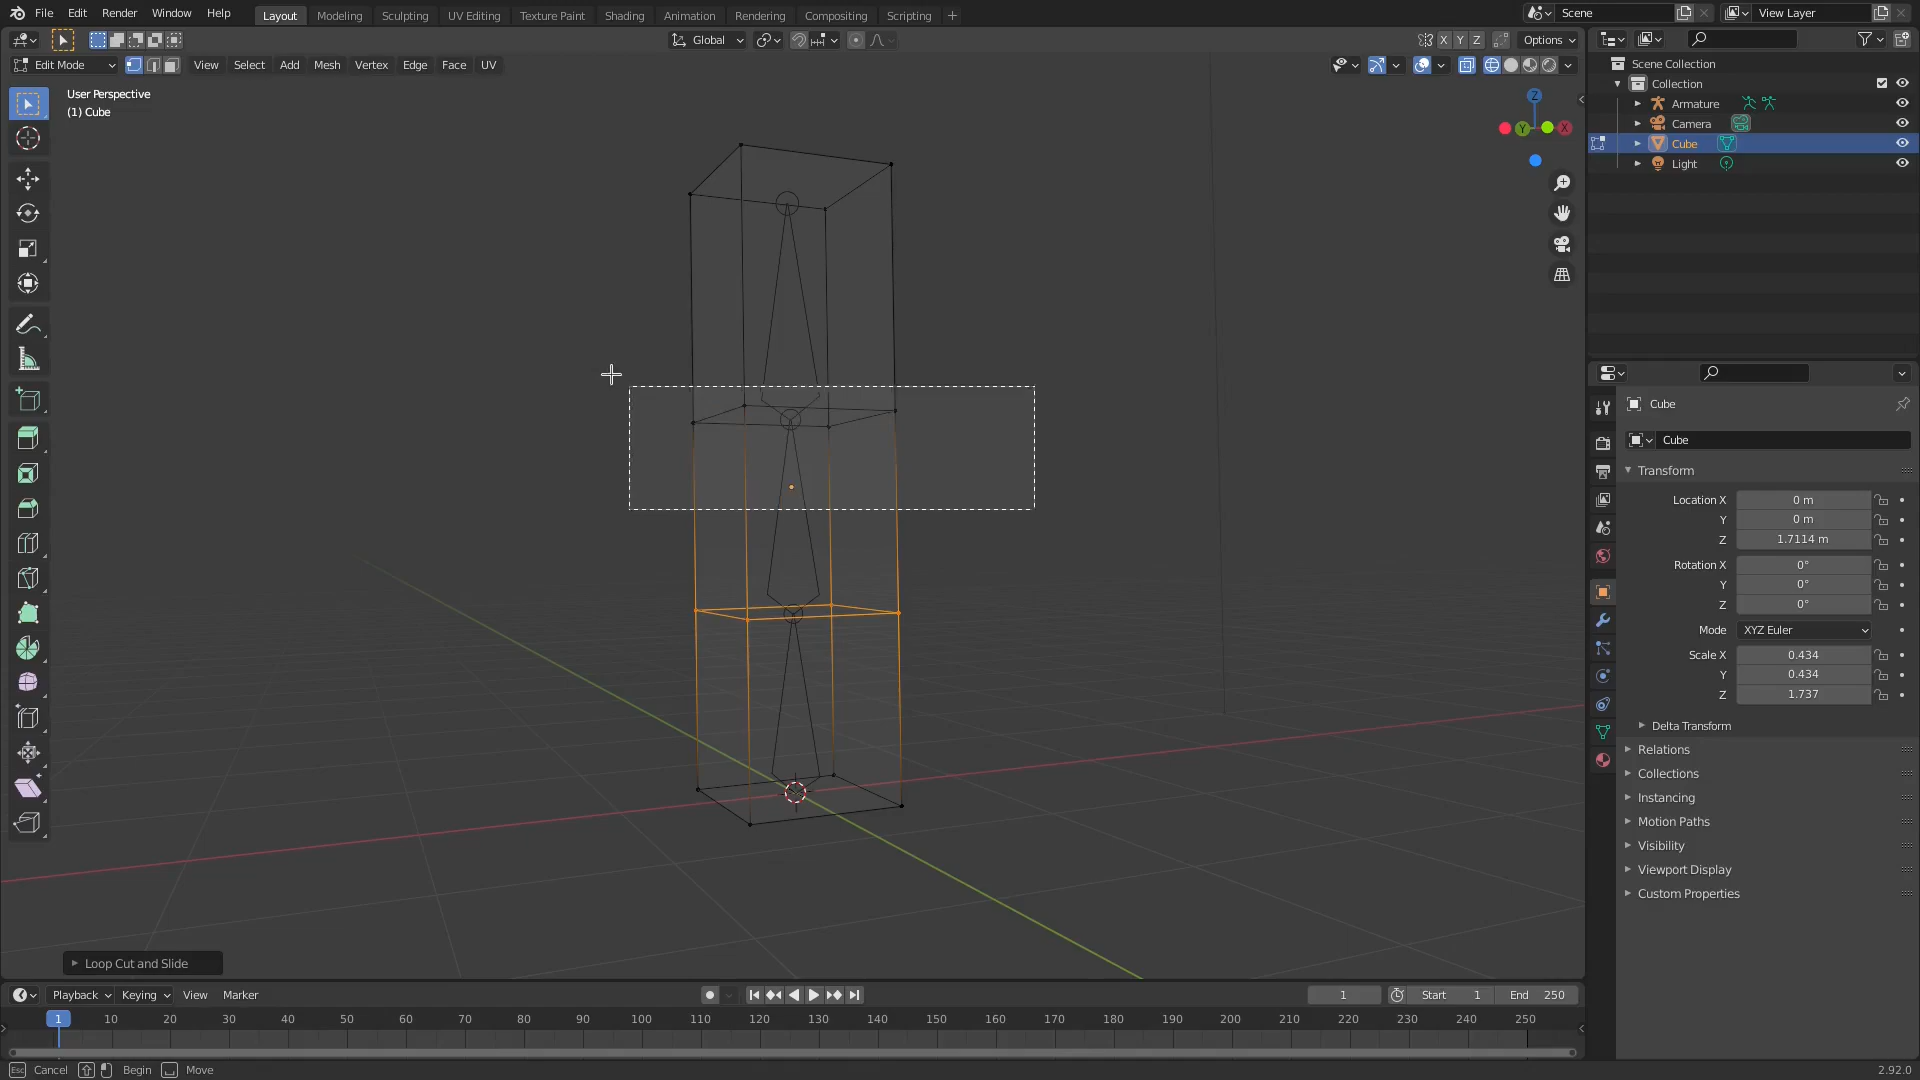 File Edit Render Window Help Layout Modeling Sculpting UV Editing Texture Paint Shading Animation Rendering Compositing Scripting + Scene View Layer
Global X Y Z Options
Edit Mode View Select Add Mesh Vertex Edge Face UV
User Perspective
(1) Cube
Z
Y X
Scene Collection
Collection
Armature
Camera
Cube
Light
Cube
Cube
Transform
Location X 0 m
Y 0 m
Z 1.7114 m
Rotation X 0°
Y 0°
Z 0°
Mode XYZ Euler
Scale X 0.434
Y 0.434
Z 1.737
Delta Transform
Relations
Collections
Instancing
Motion Paths
Visibility
Viewport Display
Custom Properties
Loop Cut and Slide
Playback Keying View Marker 1 Start 1 End 250
1 10 20 30 40 50 60 70 80 90 100 110 120 130 140 150 160 170 180 190 200 210 220 230 240 250
Esc Cancel Begin Move 2.92.0